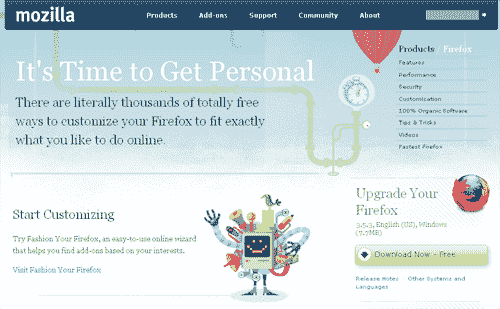 mozilla
Products Add-ons Support Community About
It's Time to Get Personal
There are literally thousands of totally free
ways to customize your Firefox to fit exactly
what you like to do online.
Products Firefox
Features
Performance
Security
Customization
100% Organic Software
Tips & Tricks
Videos
Fastest Firefox
Start Customizing
Try Fashion Your Firefox, an easy-to-use online wizard
that helps you find add-ons based on your interests.
Visit Fashion Your Firefox
Upgrade Your
Firefox
3.5.3, English (US), Windows
(7.7MB)
Download Now - Free
Release Notes Other Systems and
Languages